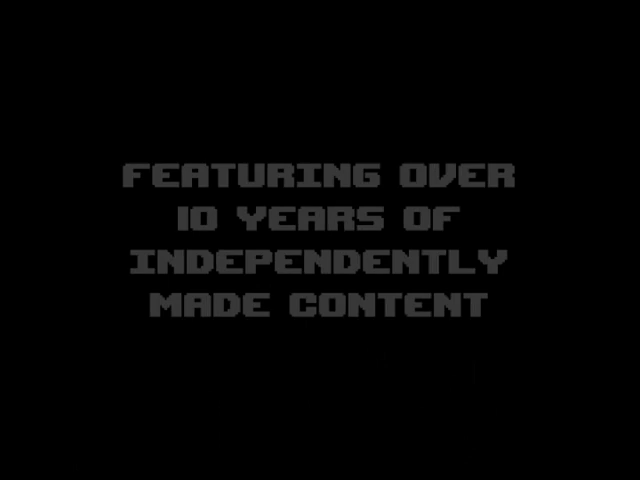 FEATURING OVER
10 YEARS OF
INDEPENDENTLY
MADE CONTENT